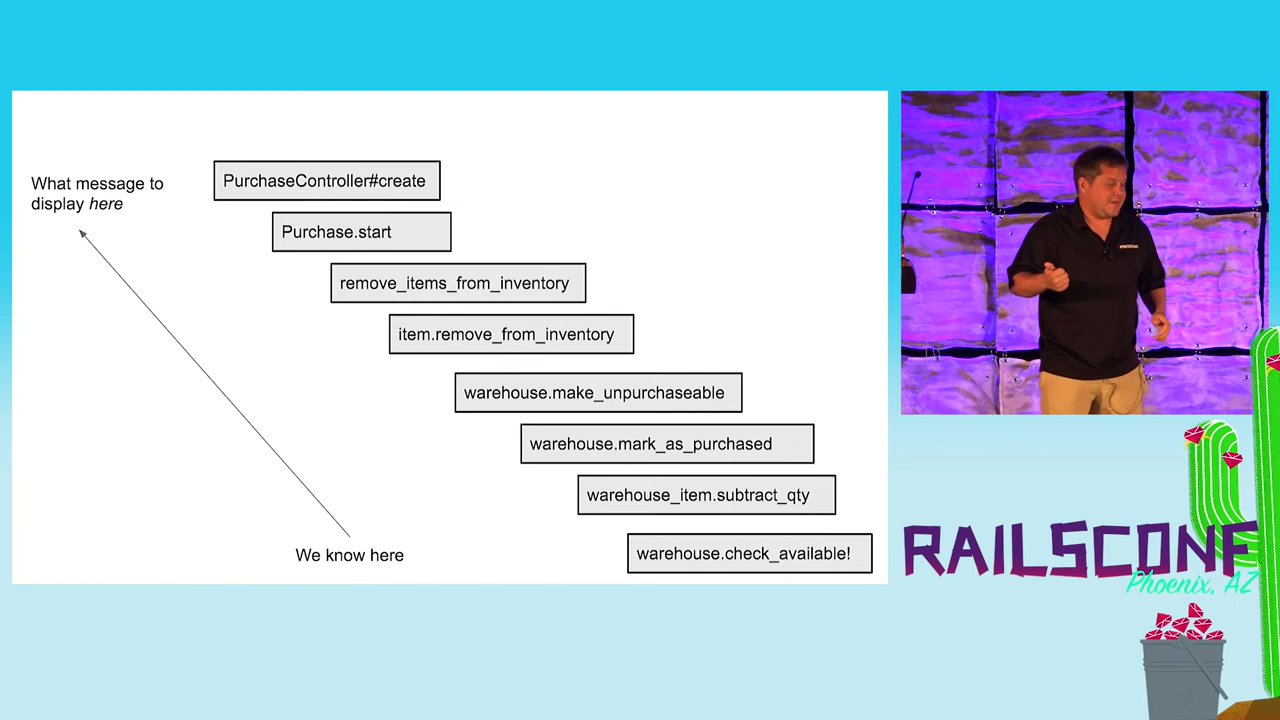 What message to
display here
PurchaseController#create
Purchase.start
remove_items_from_inventory
item.remove_from_inventory
warehouse.make_unpurchaseable
warehouse.mark_as_purchased
warehouse_item.subtract_qty
warehouse.check_available!
We know here
RAILSCONF
Phoenix, AZ